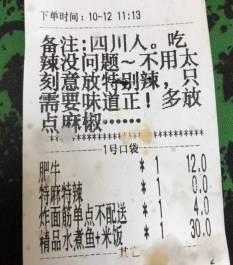 下单时间：10-12 11:13
备注:四川人。吃
辣没问题~不用太
刻意放特别辣，只
需要味道正！多放
点麻椒……
1号口袋
肥牛 * 1 12.0
特麻特辣 * 1 0.0
炸面筋单点不配送 * 1 4.0
精品水煮鱼+米饭 * 1 30.0
其它